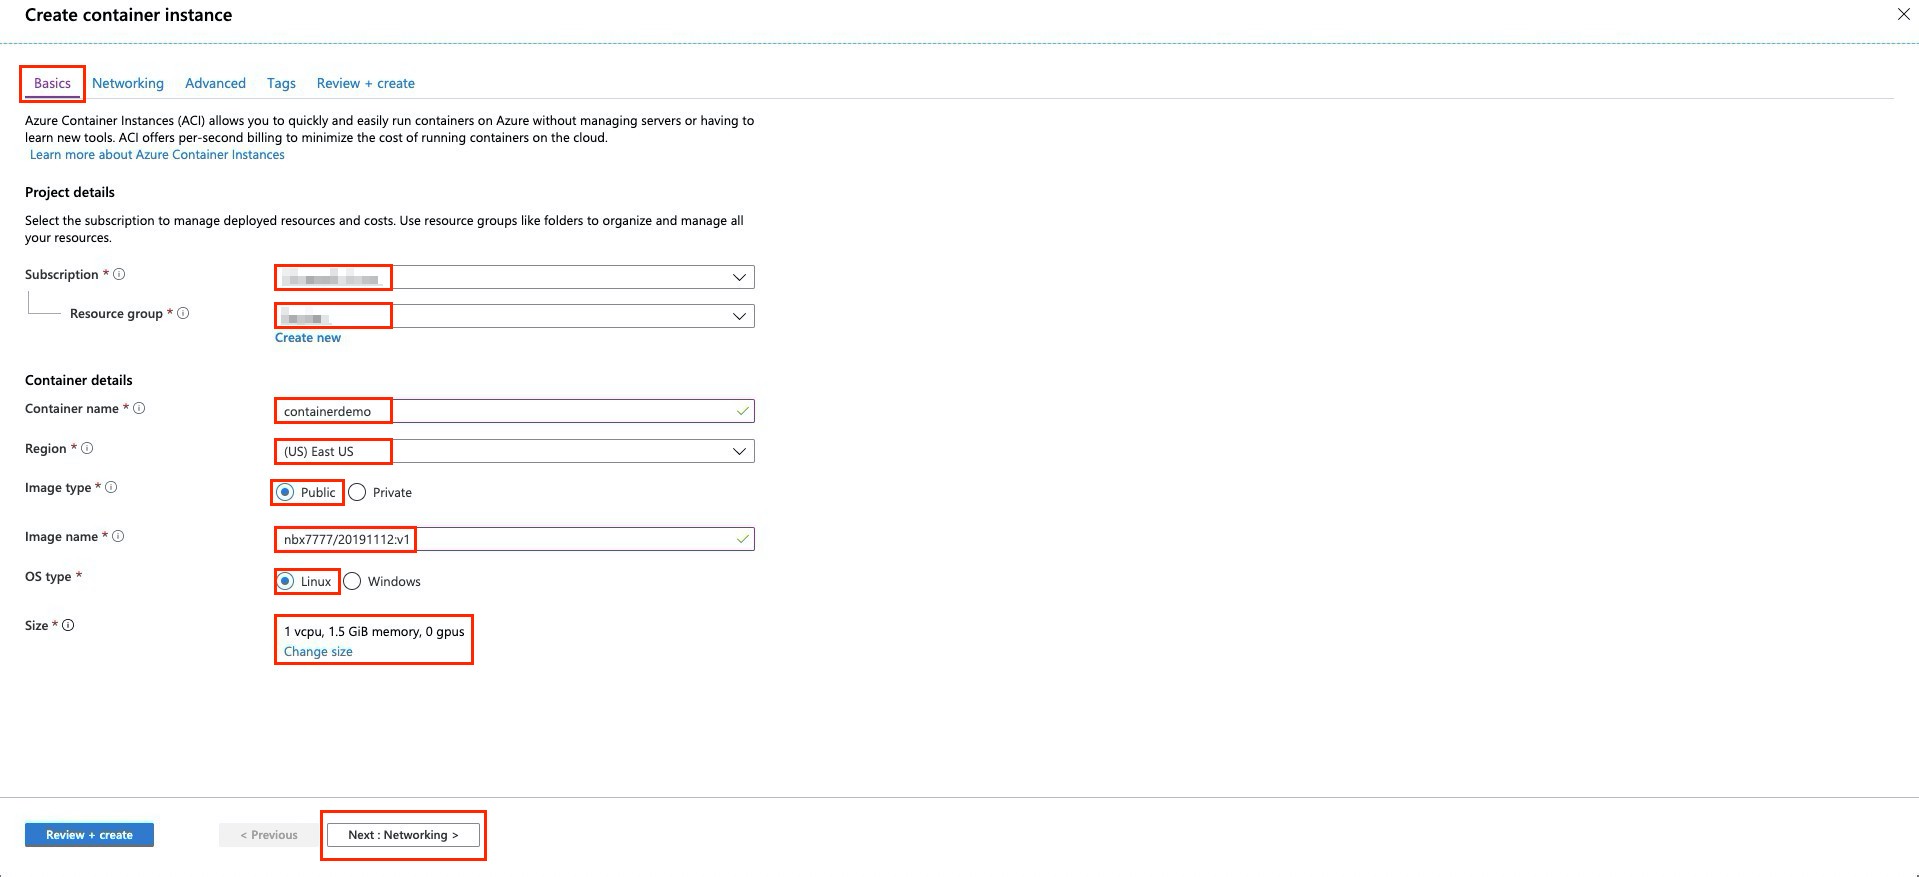 Create container instance
Basics Networking Advanced Tags Review + create
Azure Container Instances (ACI) allows you to quickly and easily run containers on Azure without managing servers or having to
learn new tools. ACI offers per-second billing to minimize the cost of running containers on the cloud.
Learn more about Azure Container Instances
Project details
Select the subscription to manage deployed resources and costs. Use resource groups like folders to organize and manage all
your resources.
Subscription *
Resource group *
Create new
Container details
Container name * containerdemo
Region * (US) East US
Image type * Public Private
Image name * nbx7777/20191112:v1
OS type * Linux Windows
Size * 1 vcpu, 1.5 GiB memory, 0 gpus
Change size
Review + create < Previous Next : Networking >